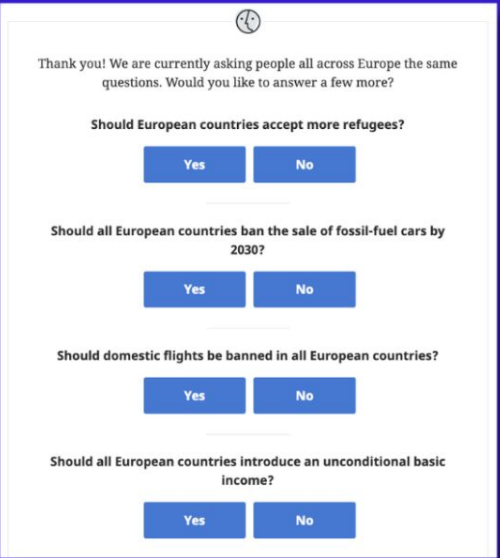 Thank you! We are currently asking people all across Europe the same
questions. Would you like to answer a few more?
Should European countries accept more refugees?
Yes No
Should all European countries ban the sale of fossil-fuel cars by
2030?
Yes No
Should domestic flights be banned in all European countries?
Yes No
Should all European countries introduce an unconditional basic
income?
Yes No